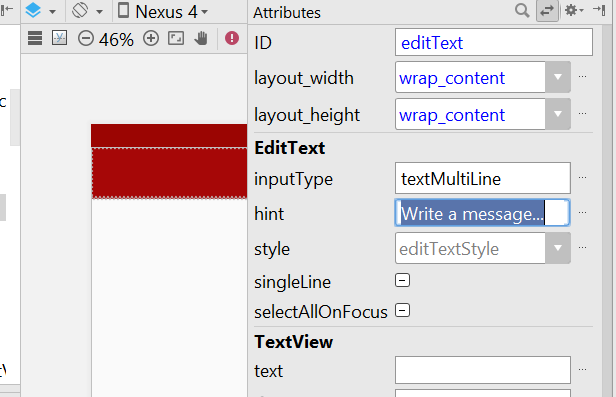 Nexus 4
Attributes
46%
ID
editText
layout_width
wrap_content
layout_height
wrap_content
EditText
inputType
textMultiLine
hint
Write a message...
style
editTextStyle
singleLine
selectAllOnFocus
TextView
text